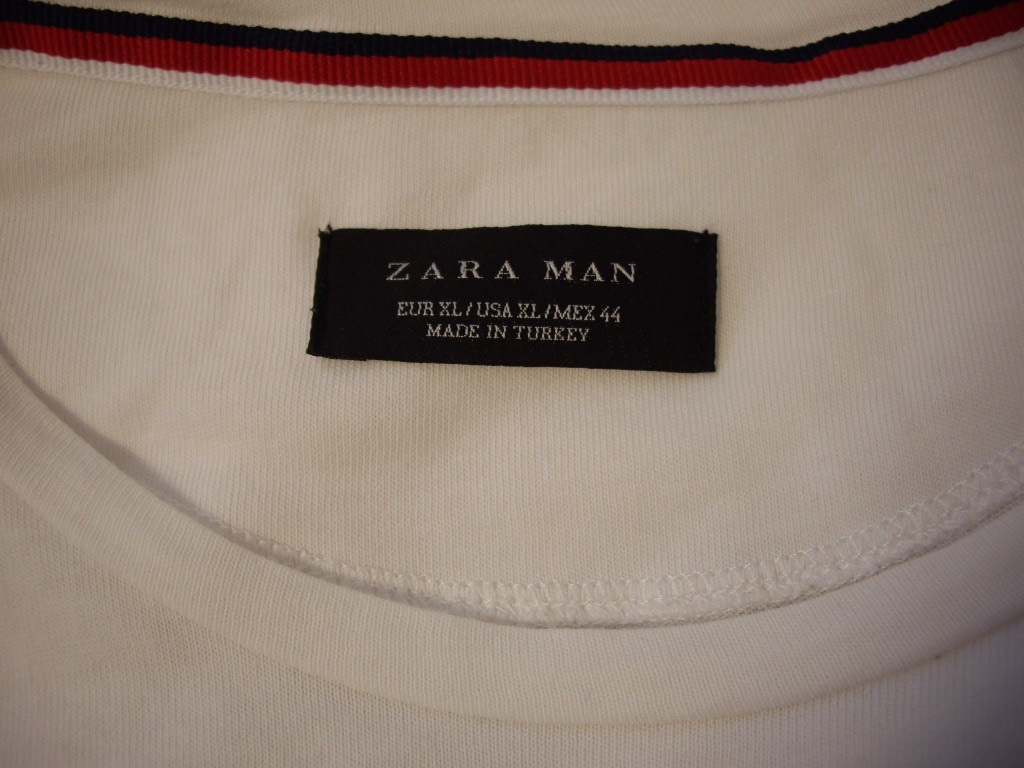 ZARA MAN
EUR XL/USA XL/MEX 44
MADE IN TURKEY